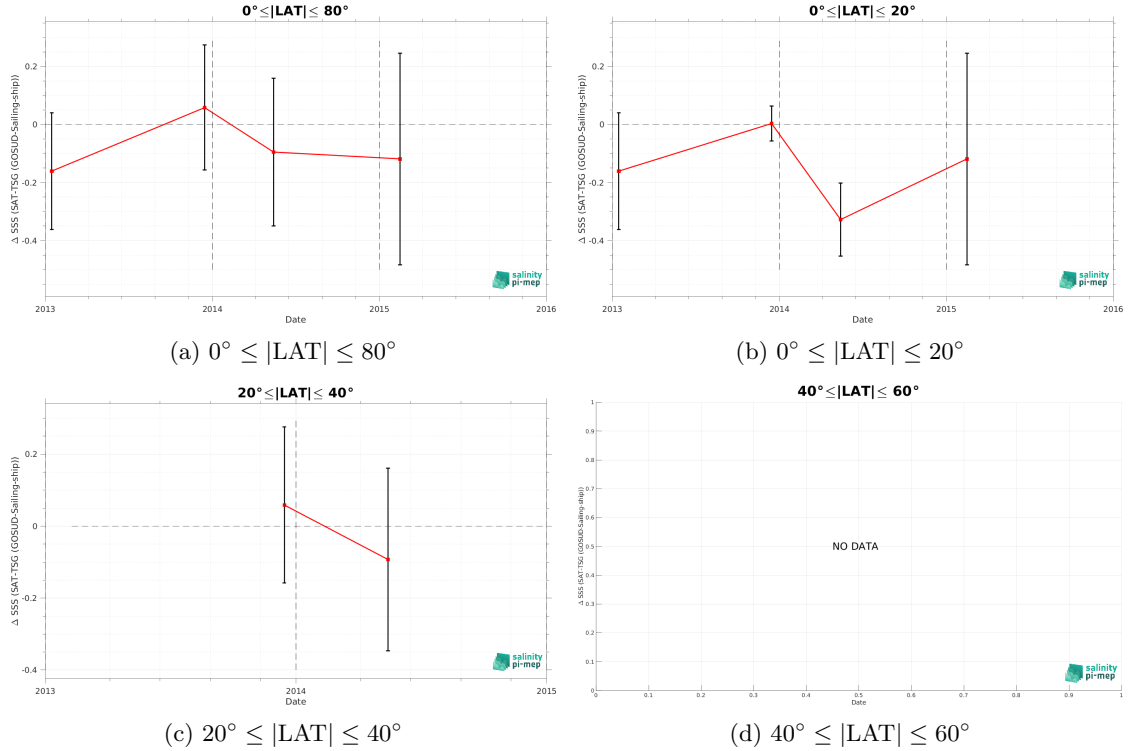 0°≤|LAT|≤ 80°
Δ SSS (SAT-TSG (GOSUD-Sailing-ship))
0.2
0
-0.2
-0.4
2013
2014
2015
2016
Date
salinity
pi-mep
(a) 0° ≤ |LAT| ≤ 80°
0°≤|LAT|≤ 20°
Δ SSS (SAT-TSG (GOSUD-Sailing-ship))
0.2
0
-0.2
-0.4
2013
2014
2015
2016
Date
salinity
pi-mep
(b) 0° ≤ |LAT| ≤ 20°
20°≤|LAT|≤ 40°
Δ SSS (SAT-TSG (GOSUD-Sailing-ship))
0.2
0
-0.2
-0.4
2013
2014
2015
Date
salinity
pi-mep
(c) 20° ≤ |LAT| ≤ 40°
40°≤|LAT|≤ 60°
Δ SSS (SAT-TSG (GOSUD-Sailing-ship))
1
0.9
0.8
0.7
0.6
0.5
0.4
0.3
0.2
0.1
0
NO DATA
0
0.1
0.2
0.3
0.4
0.5
0.6
0.7
0.8
0.9
1
Date
salinity
pi-mep
(d) 40° ≤ |LAT| ≤ 60°